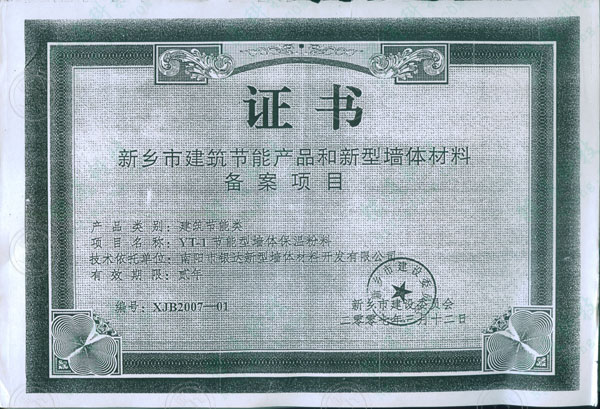 证书
新乡市建筑节能产品和新型墙体材料
备案项目
产品类别：建筑节能类
项目名称：YT-1节能型墙体保温粉料
技术依托单位：南阳市银达新型墙体材料开发有限公司
有效期限：贰年
编号：XJB2007—01
新乡市建设委员会
二零零七年三月十二日